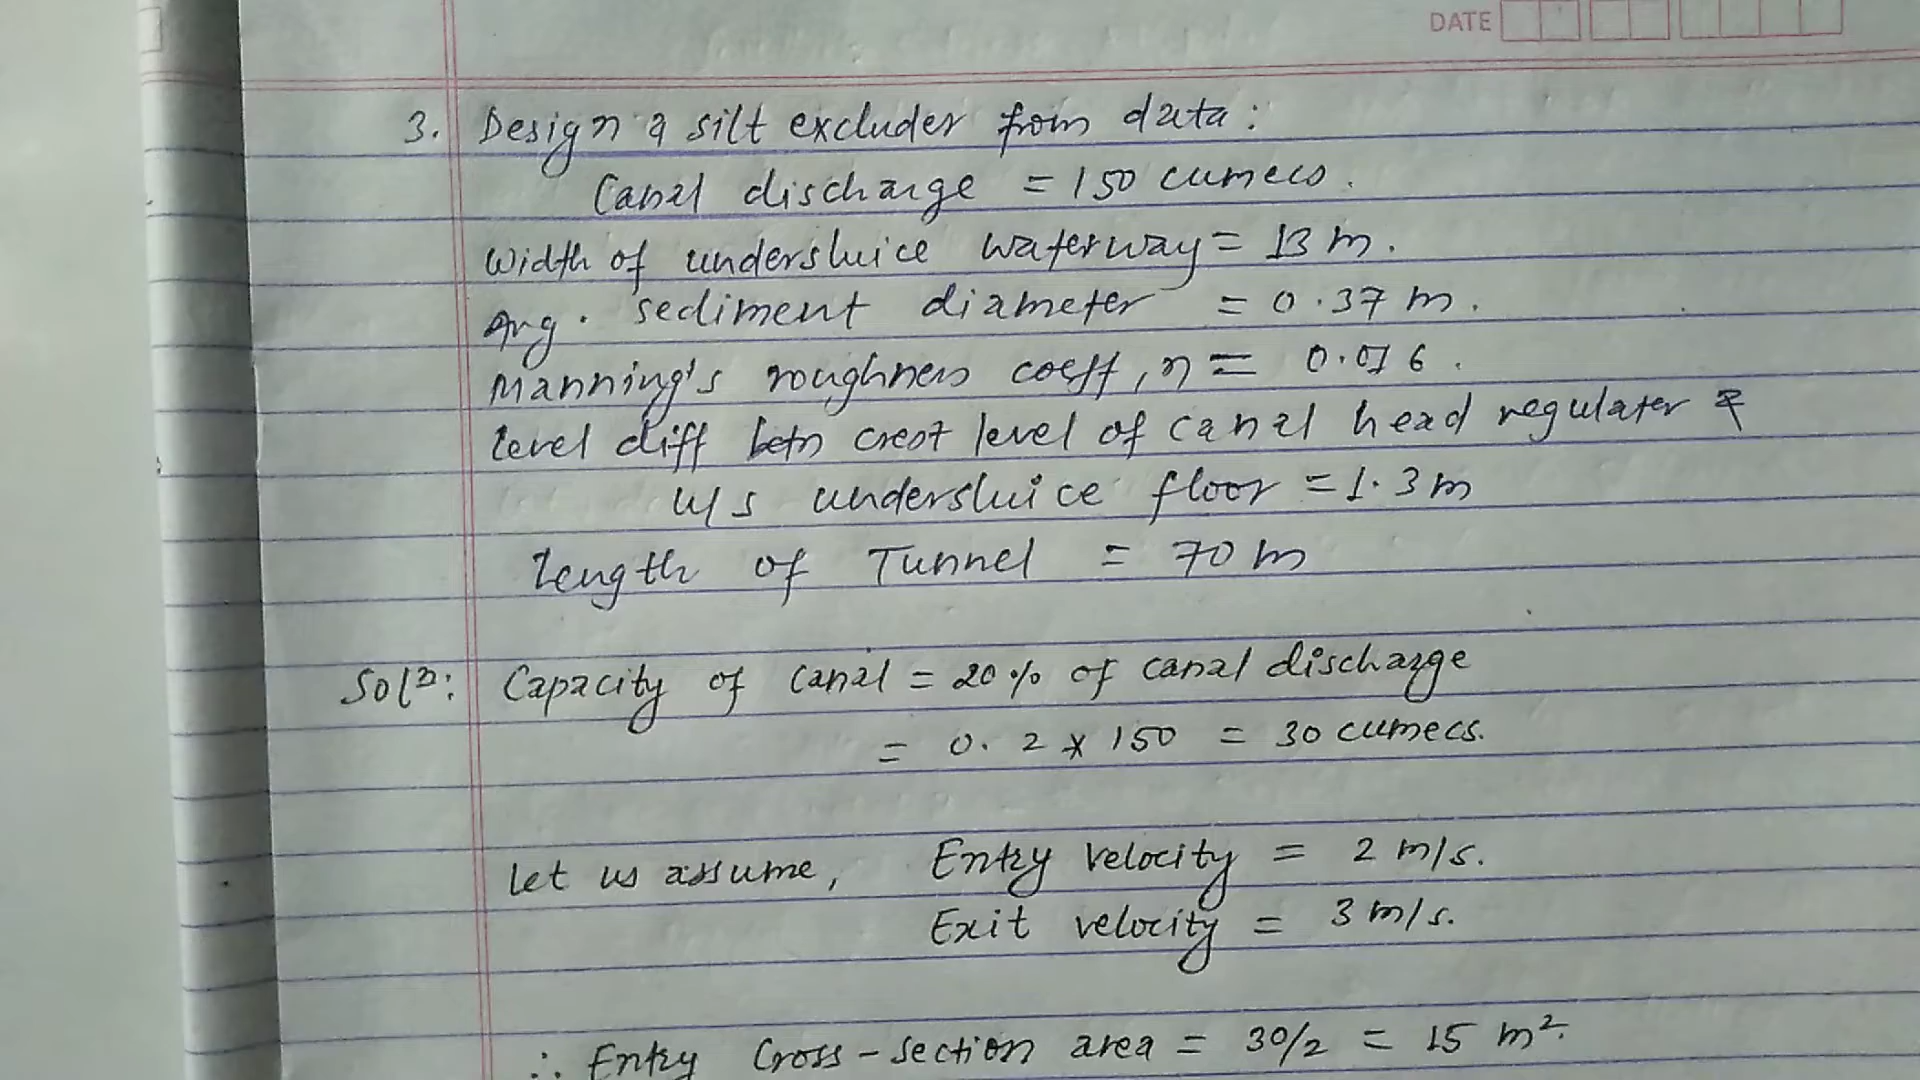 DATE
3. Design a silt excluder from data:
Canal discharge = 150 cumecs.
Width of undersluice waterway = 13 m.
Avg. sediment diameter = 0.37 m.
Manning's roughness coeff, n = 0.016.
Level diff betn crest level of canal head regulater &
u/s undersluice floor = 1.3 m
Length of Tunnel = 70 m
Solⁿ: Capacity of Canal = 20% of canal discharge
= 0.2 * 150 = 30 cumecs.
Let us assume, Entry velocity = 2 m/s.
Exit velocity = 3 m/s.
∴ Entry Cross-section area = 30/2 = 15 m².